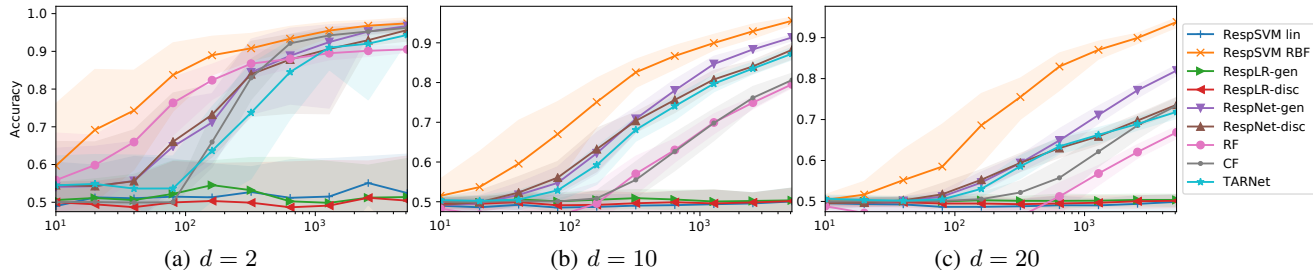 Accuracy
1.0
0.9
0.8
0.7
0.6
0.5
10¹
10²
10³
(a) d = 2
0.9
0.8
0.7
0.6
0.5
10¹
10²
10³
(b) d = 10
0.9
0.8
0.7
0.6
0.5
10¹
10²
10³
(c) d = 20
RespSVM lin
RespSVM RBF
RespLR-gen
RespLR-disc
RespNet-gen
RespNet-disc
RF
CF
TARNet